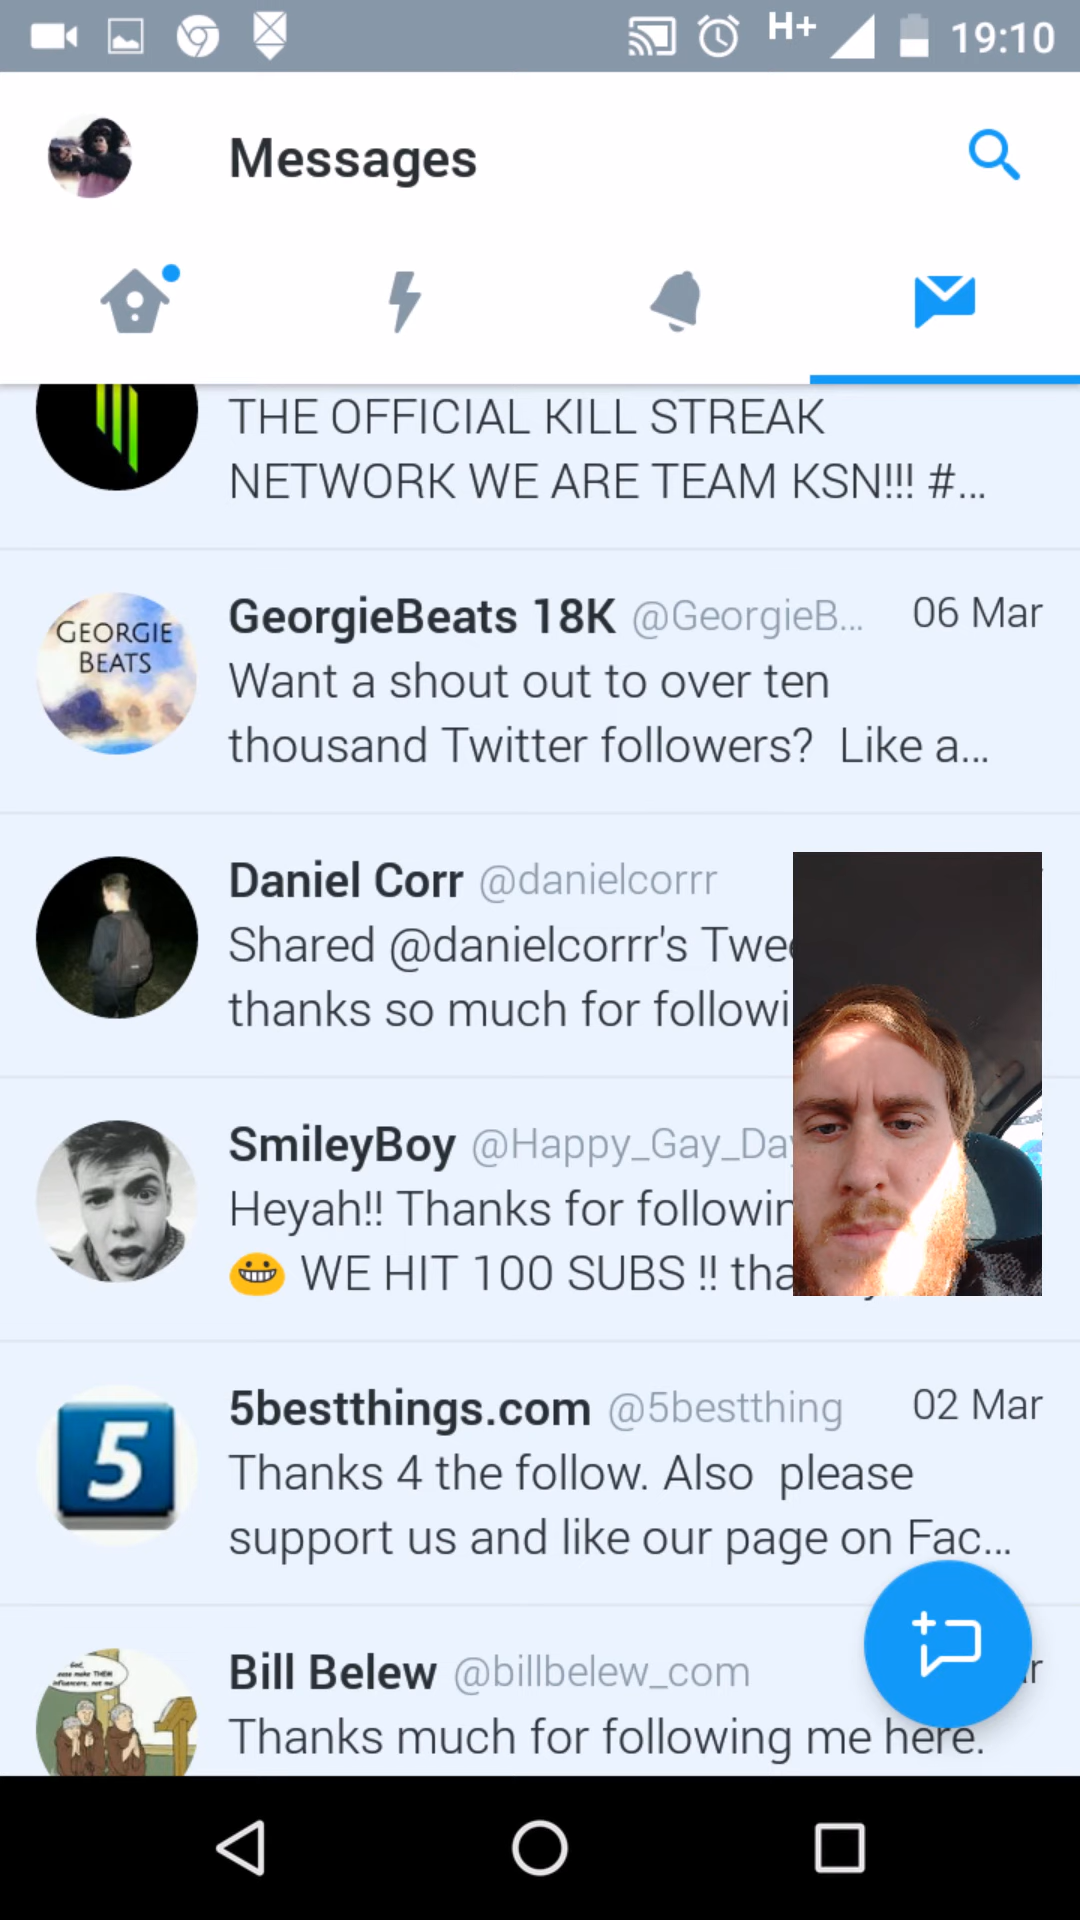 H+ 19:10
Messages
THE OFFICIAL KILL STREAK
NETWORK WE ARE TEAM KSN!!! #...
GEORGIE
BEATS
GeorgieBeats 18K @GeorgieB... 06 Mar
Want a shout out to over ten
thousand Twitter followers?  Like a...
Daniel Corr @danielcorrr
Shared @danielcorrr's Twee
thanks so much for followi
SmileyBoy @Happy_Gay_Day
Heyah!! Thanks for followin
😀 WE HIT 100 SUBS !! tha
5
5bestthings.com @5bestthing 02 Mar
Thanks 4 the follow. Also  please
support us and like our page on Fac...
Bill Belew @billbelew_com
Thanks much for following me here.